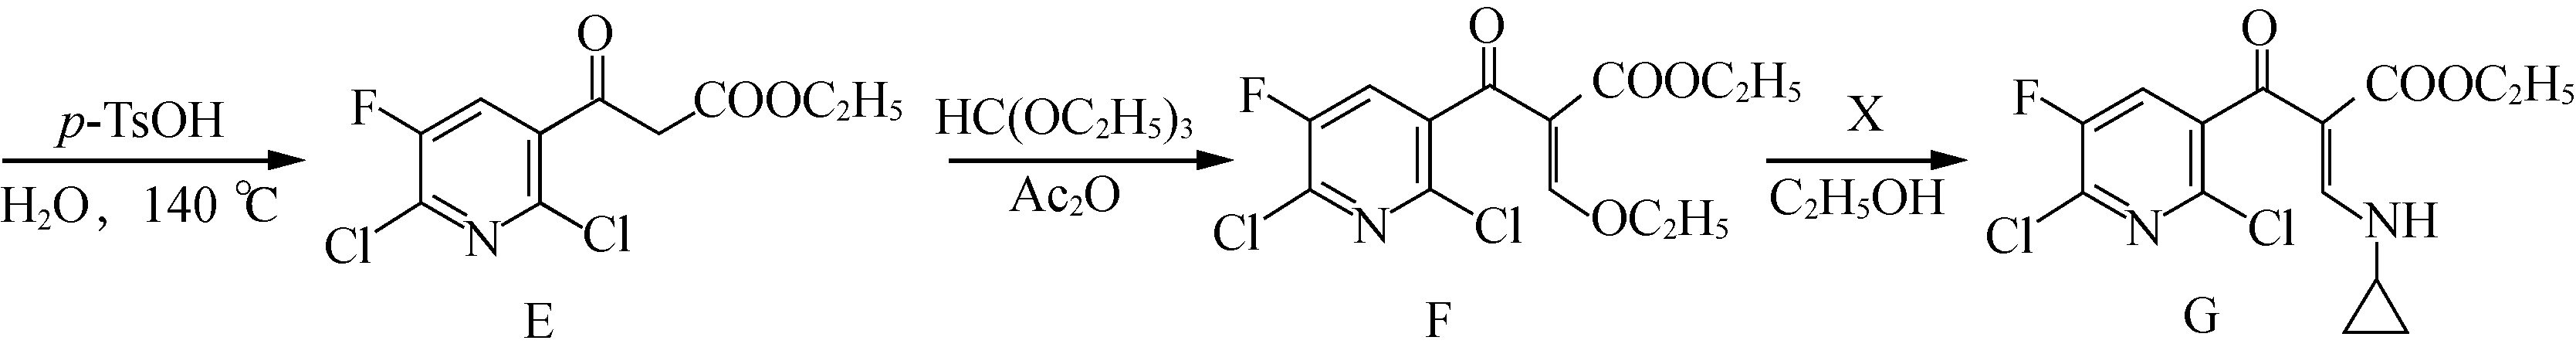 p-TsOH
H₂O, 140 ℃
O
F
COOC₂H₅
Cl
N
Cl
E
HC(OC₂H₅)₃
Ac₂O
O
F
COOC₂H₅
Cl
N
Cl
OC₂H₅
F
X
C₂H₅OH
O
F
COOC₂H₅
Cl
N
Cl
NH
G